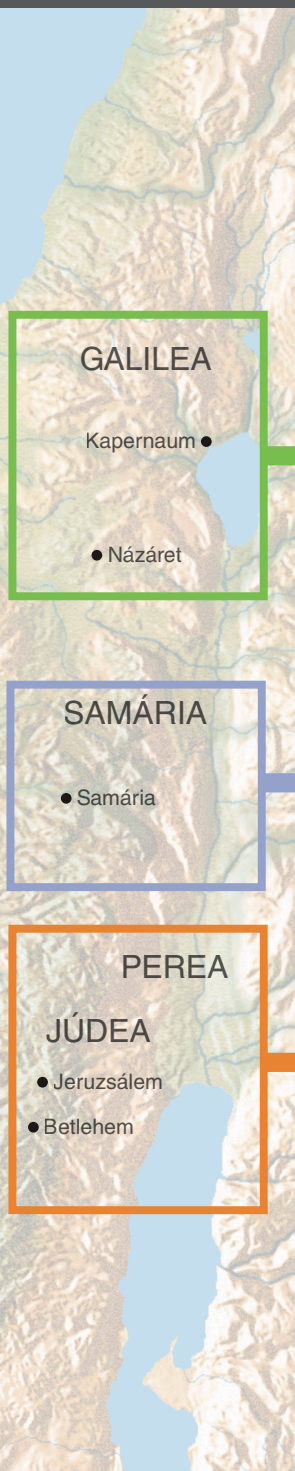 GALILEA
Kapernaum
Názáret
SAMÁRIA
Samária
PEREA
JÚDEA
Jeruzsálem
Betlehem